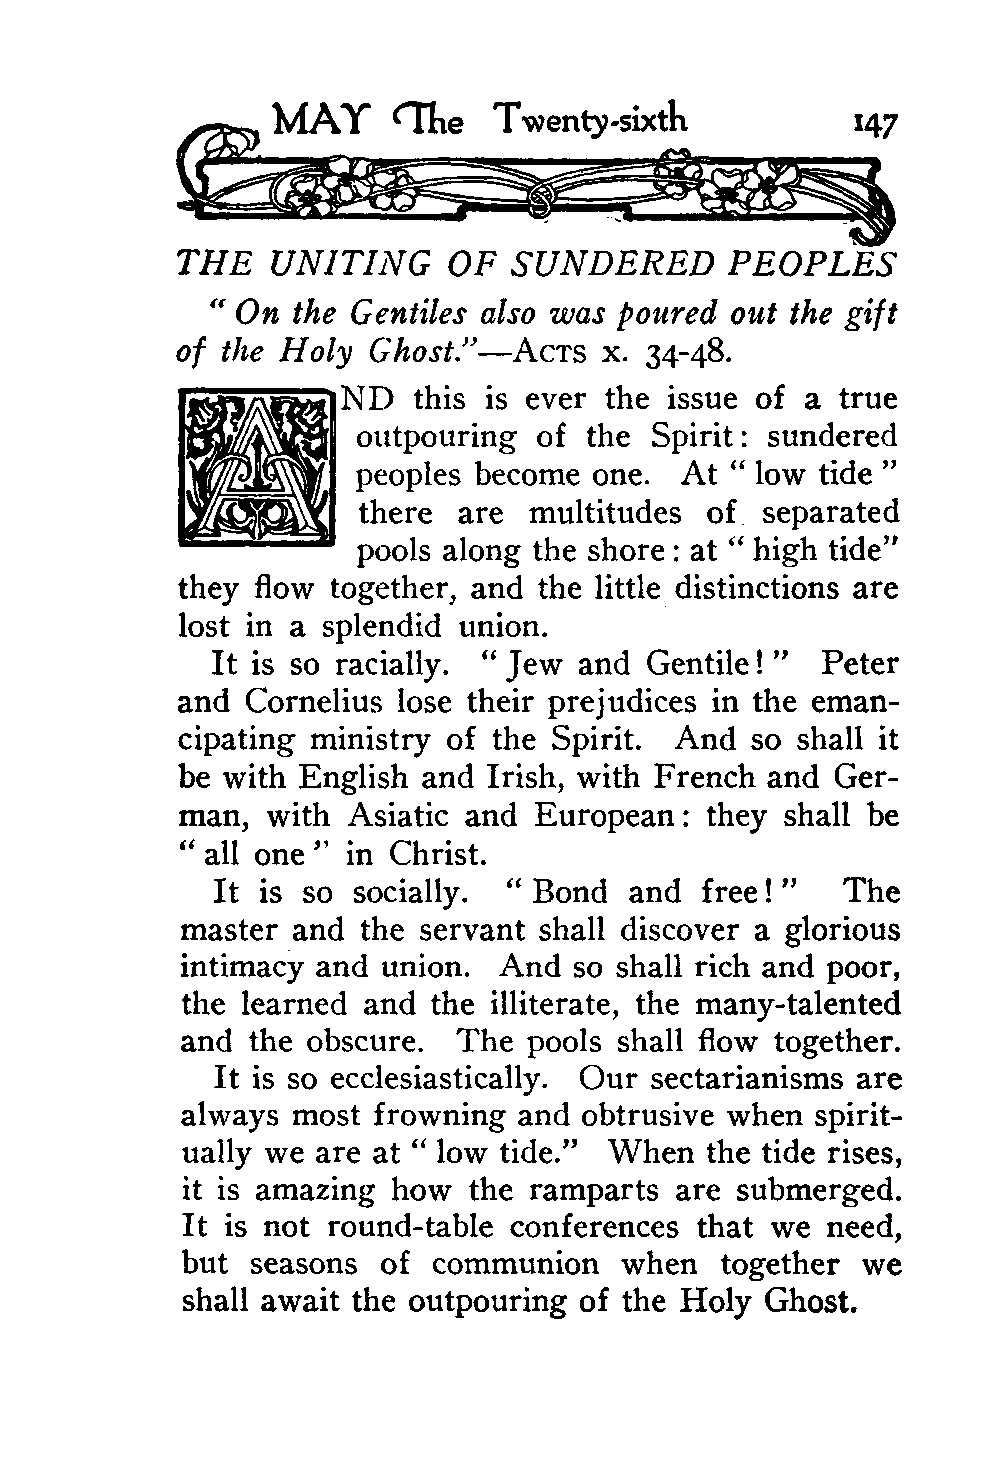 MAY The Twenty-sixth 147
THE UNITING OF SUNDERED PEOPLES
“ On the Gentiles also was poured out the gift
of the Holy Ghost.”—ACTS x. 34-48.
AND this is ever the issue of a true
outpouring of the Spirit: sundered
peoples become one. At “ low tide ”
there are multitudes of separated
pools along the shore : at “ high tide”
they flow together, and the little distinctions are
lost in a splendid union.
It is so racially. “ Jew and Gentile! ” Peter
and Cornelius lose their prejudices in the eman-
cipating ministry of the Spirit. And so shall it
be with English and Irish, with French and Ger-
man, with Asiatic and European : they shall be
“ all one ” in Christ.
It is so socially. “ Bond and free! ” The
master and the servant shall discover a glorious
intimacy and union. And so shall rich and poor,
the learned and the illiterate, the many-talented
and the obscure. The pools shall flow together.
It is so ecclesiastically. Our sectarianisms are
always most frowning and obtrusive when spirit-
ually we are at “ low tide.” When the tide rises,
it is amazing how the ramparts are submerged.
It is not round-table conferences that we need,
but seasons of communion when together we
shall await the outpouring of the Holy Ghost.